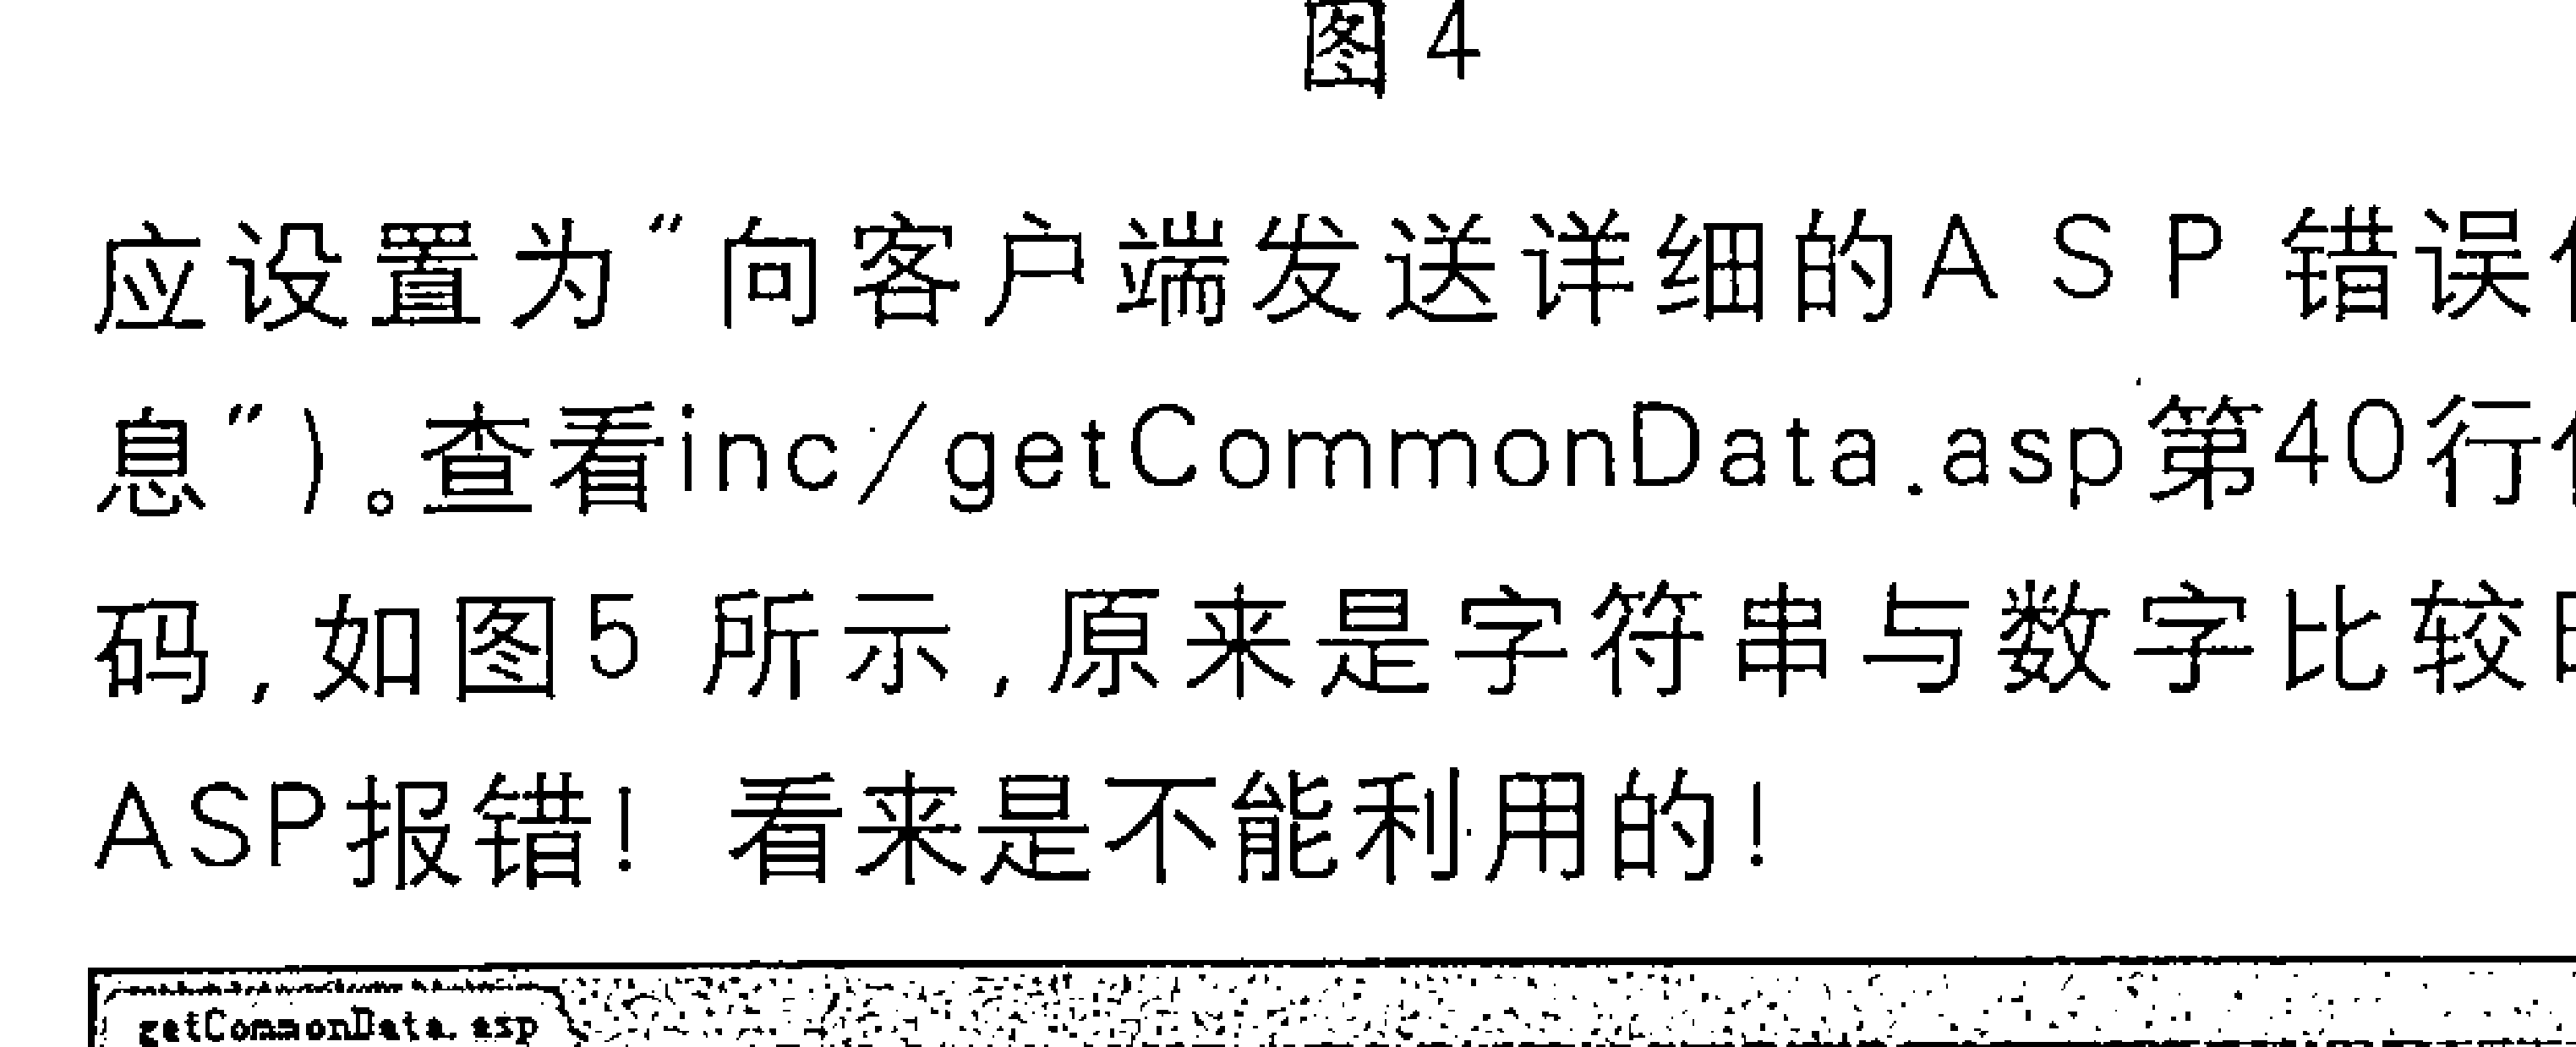 图 4
应设置为“向客户端发送详细的ASP错误
息”)。查看inc/getCommonData.asp第40行
码,如图5 所示,原来是字符串与数字比较
ASP报错! 看来是不能利用的!
getCommonData.asp